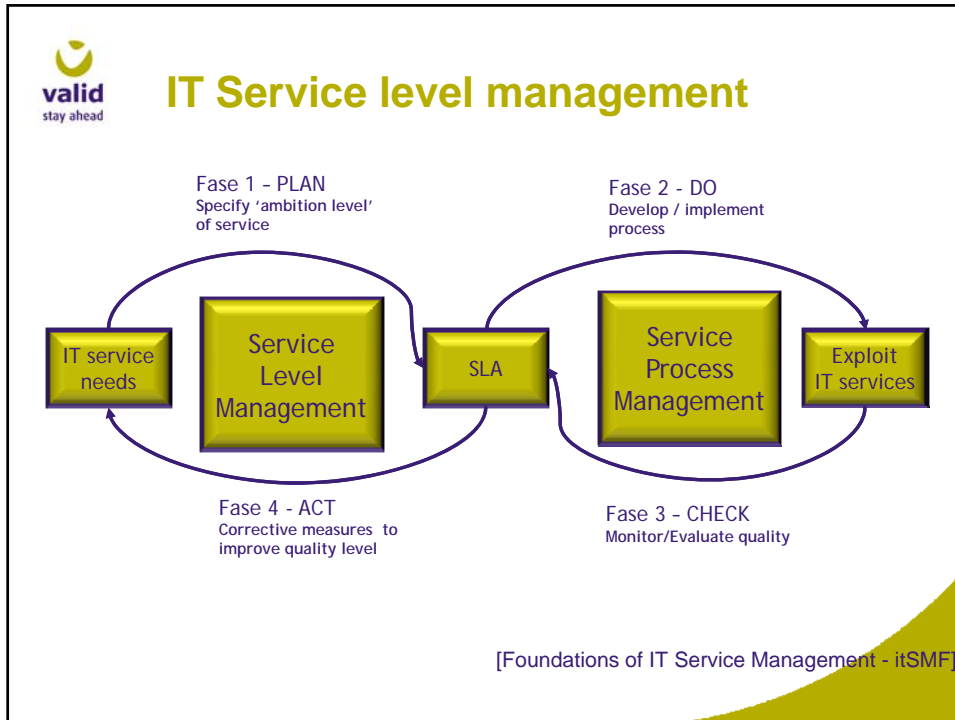 valid
stay ahead
IT Service level management
Fase 1 – PLAN
Specify ‘ambition level’
of service
Fase 2 - DO
Develop / implement
process
IT service
needs
Service
Level
Management
SLA
Service
Process
Management
Exploit
IT services
Fase 4 - ACT
Corrective measures to
improve quality level
Fase 3 – CHECK
Monitor/Evaluate quality
[Foundations of IT Service Management - itSMF]